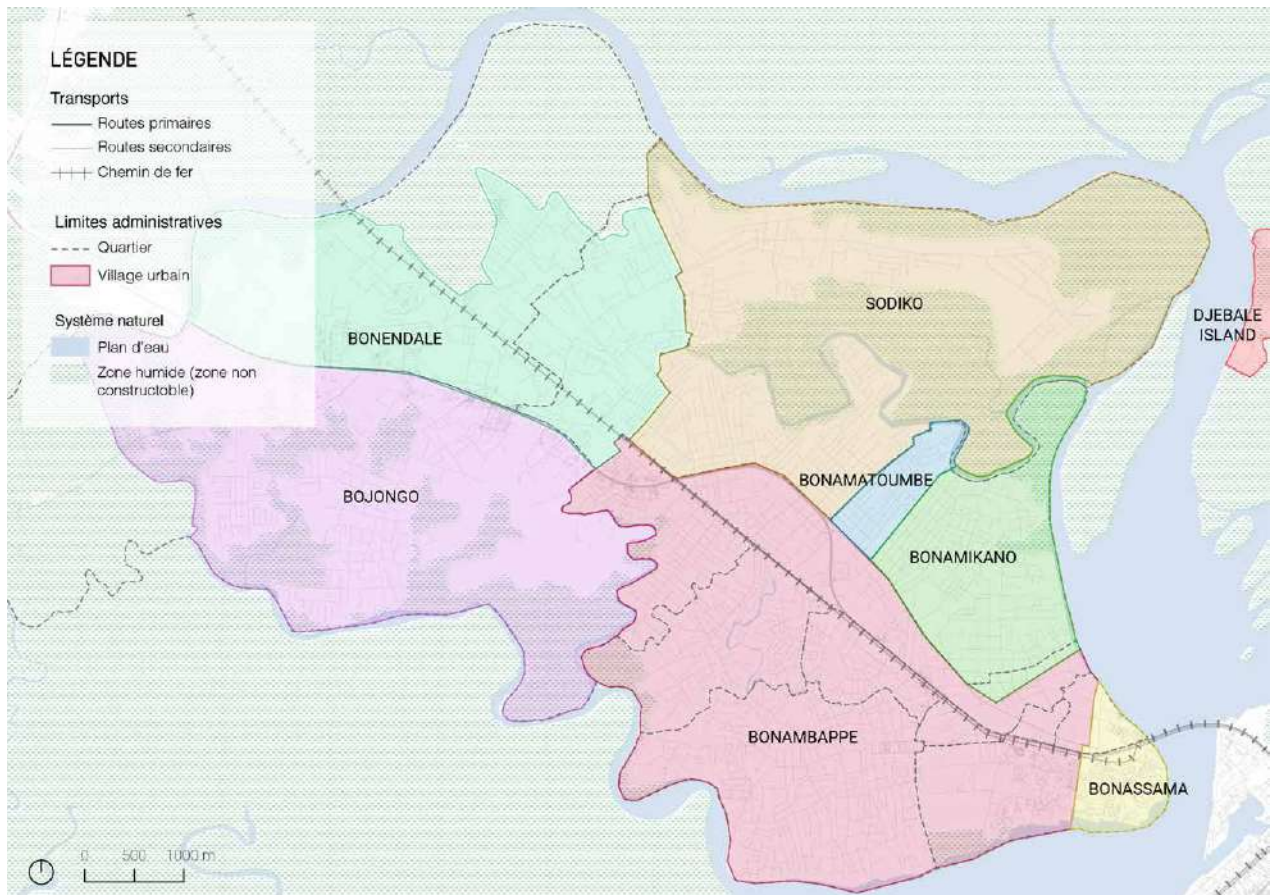 LÉGENDE
Transports
Routes primaires
Routes secondaires
Chemin de fer
Limites administratives
Quartier
Village urbain
Système naturel
Plan d'eau
Zone humide (zone non
constructoble)
BONENDALE
SODIKO
DJEBALE
ISLAND
BOJONGO
BONAMATOUMBE
BONAMIKANO
BONAMBAPPE
BONASSAMA
0 500 1000 m